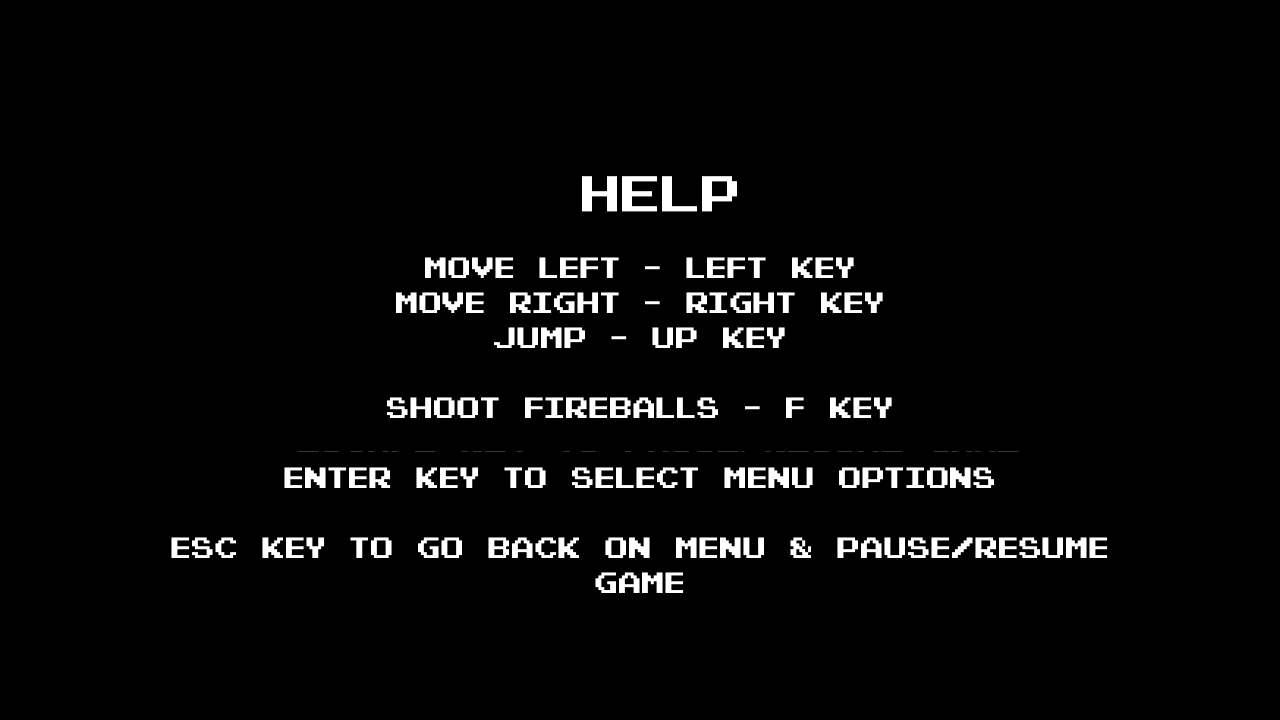 HELP
MOVE LEFT - LEFT KEY
MOVE RIGHT - RIGHT KEY
JUMP - UP KEY
SHOOT FIREBALLS - F KEY
ENTER KEY TO SELECT MENU OPTIONS
ESC KEY TO GO BACK ON MENU & PAUSE/RESUME
GAME